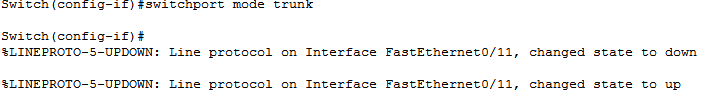 Switch(config-if)#switchport mode trunk
Switch(config-if)#
%LINEPROTO-5-UPDOWN: Line protocol on Interface FastEthernet0/11, changed state to down
%LINEPROTO-5-UPDOWN: Line protocol on Interface FastEthernet0/11, changed state to up